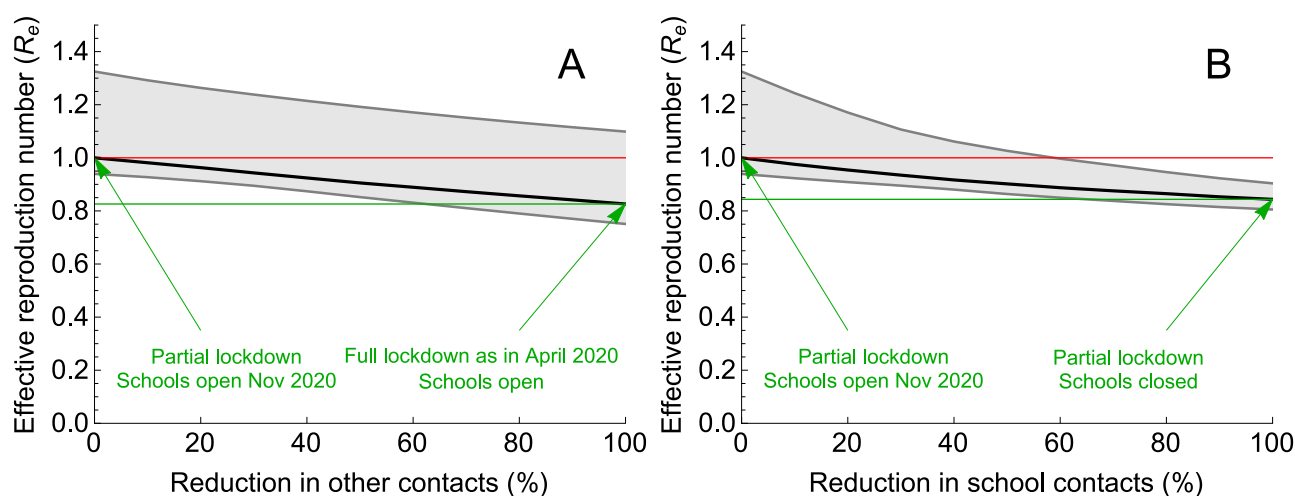 Effective reproduction number (Re)
1.4
1.2
1.0
0.8
0.6
0.4
0.2
0.0
A
Partial lockdown
Schools open Nov 2020
Full lockdown as in April 2020
Schools open
0 20 40 60 80 100
Reduction in other contacts (%)
Effective reproduction number (Re)
1.4
1.2
1.0
0.8
0.6
0.4
0.2
0.0
B
Partial lockdown
Schools open Nov 2020
Partial lockdown
Schools closed
0 20 40 60 80 100
Reduction in school contacts (%)